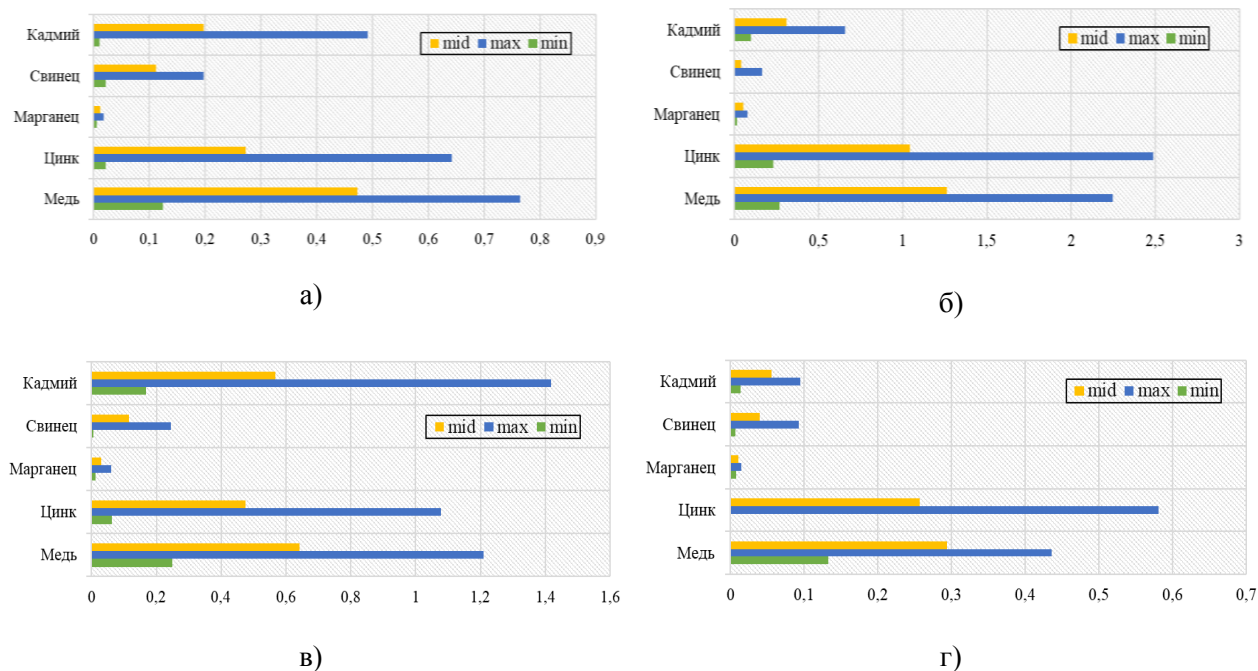 Кадмий
Свинец
Марганец
Цинк
Медь
mid max min
0 0,1 0,2 0,3 0,4 0,5 0,6 0,7 0,8 0,9
а)
Кадмий
Свинец
Марганец
Цинк
Медь
mid max min
0 0,5 1 1,5 2 2,5 3
б)
Кадмий
Свинец
Марганец
Цинк
Медь
mid max min
0 0,2 0,4 0,6 0,8 1 1,2 1,4 1,6
в)
Кадмий
Свинец
Марганец
Цинк
Медь
mid max min
0 0,1 0,2 0,3 0,4 0,5 0,6 0,7
г)